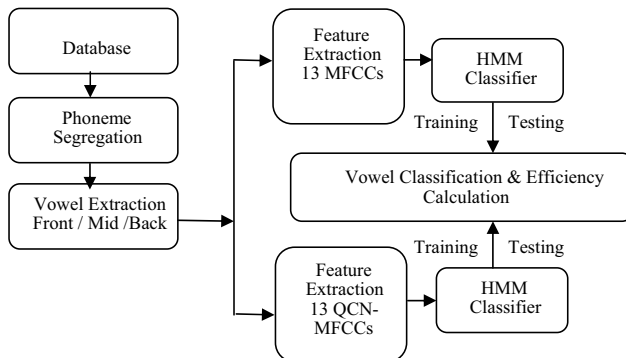 Database
Phoneme
Segregation
Vowel Extraction
Front / Mid /Back
Feature
Extraction
13 MFCCs
HMM
Classifier
Training Testing
Vowel Classification & Efficiency
Calculation
Training Testing
Feature
Extraction
13 QCN-
MFCCs
HMM
Classifier